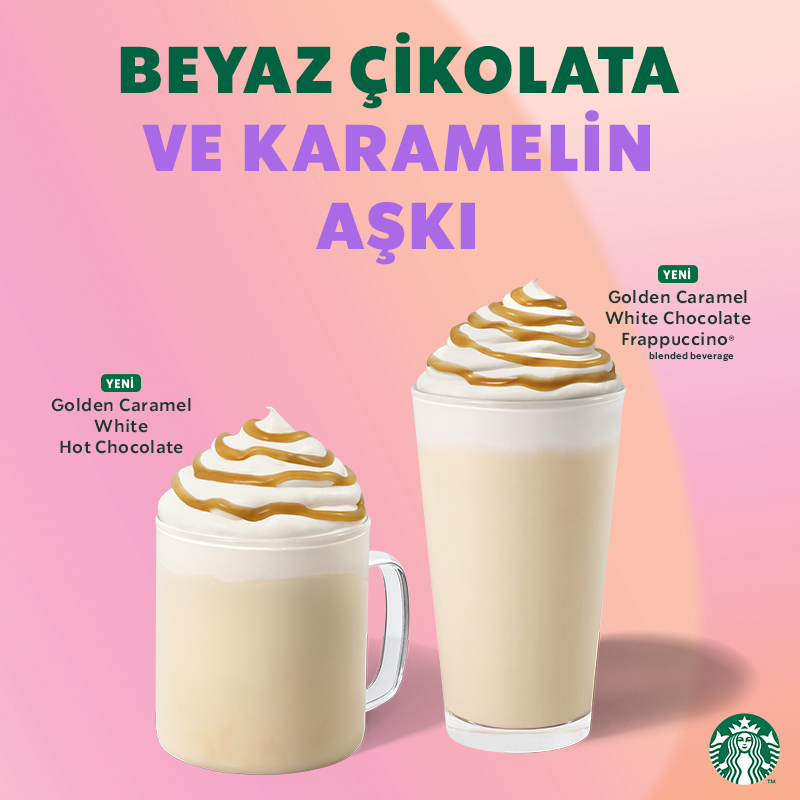 BEYAZ ÇİKOLATA
VE KARAMELİN
AŞKI
YENİ
Golden Caramel
White Chocolate
Frappuccino®
blended beverage
YENİ
Golden Caramel
White
Hot Chocolate
TM